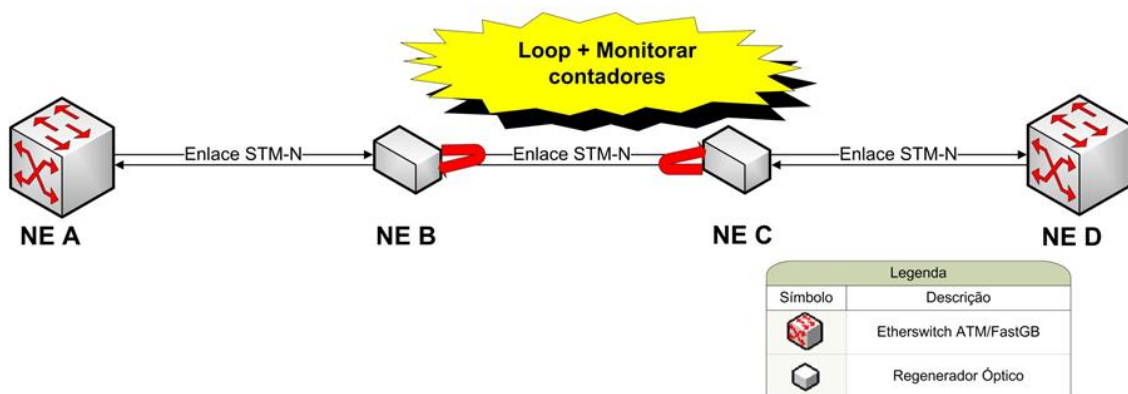 Loop + Monitorar
contadores
Enlace STM-N
Enlace STM-N
Enlace STM-N
NE A
NE B
NE C
NE D
Legenda
Símbolo Descrição
Etherswitch ATM/FastGB
Regenerador Óptico